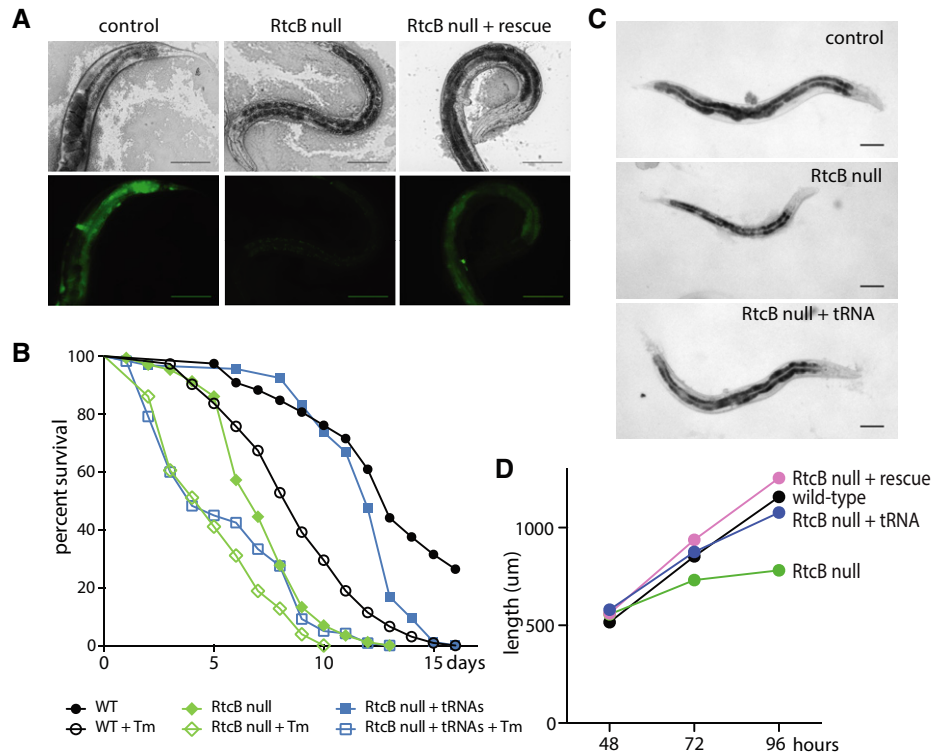 A
control
RtcB null
RtcB null + rescue
B
percent survival
100
80
60
40
20
0
0
5
10
15 days
WT
RtcB null
RtcB null + tRNAs
WT + Tm
RtcB null + Tm
RtcB null + tRNAs + Tm
C
control
RtcB null
RtcB null + tRNA
D
length (um)
1000
500
0
48
72
96 hours
RtcB null + rescue
wild-type
RtcB null + tRNA
RtcB null